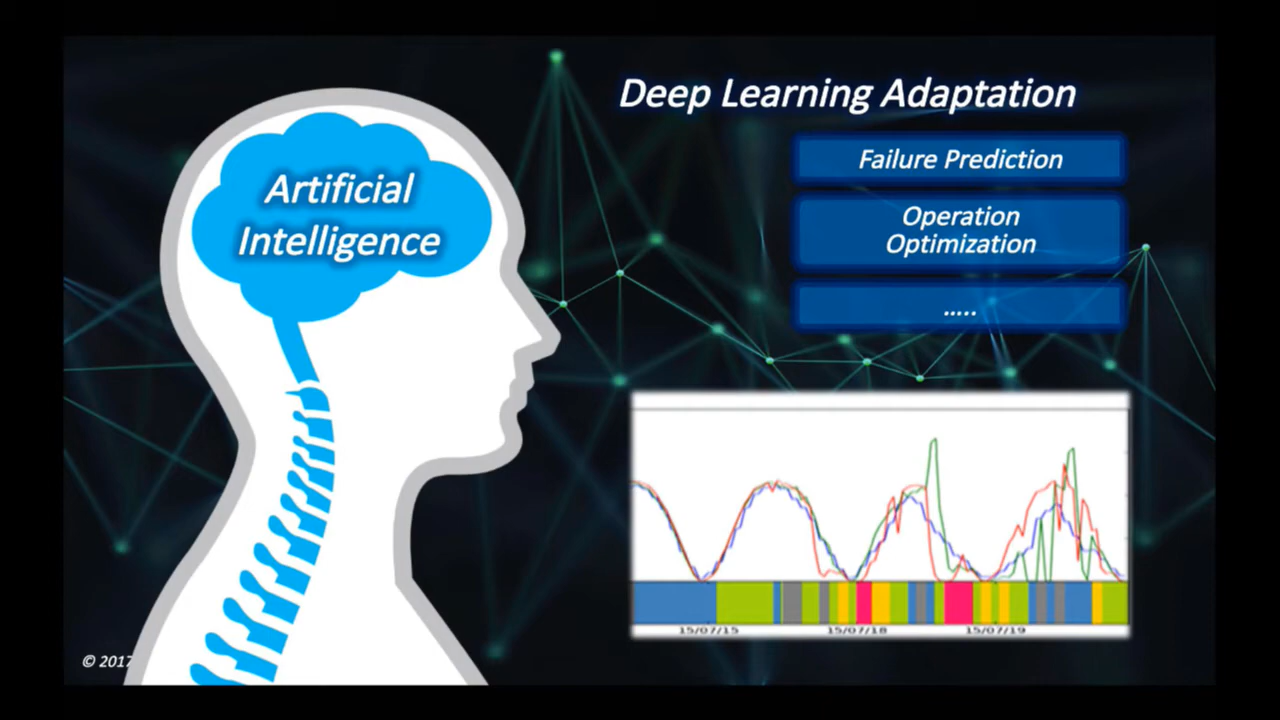 Deep Learning Adaptation
Artificial
Intelligence
Failure Prediction
Operation
Optimization
.....
15/07/15
15/07/18
15/07/19
© 2017